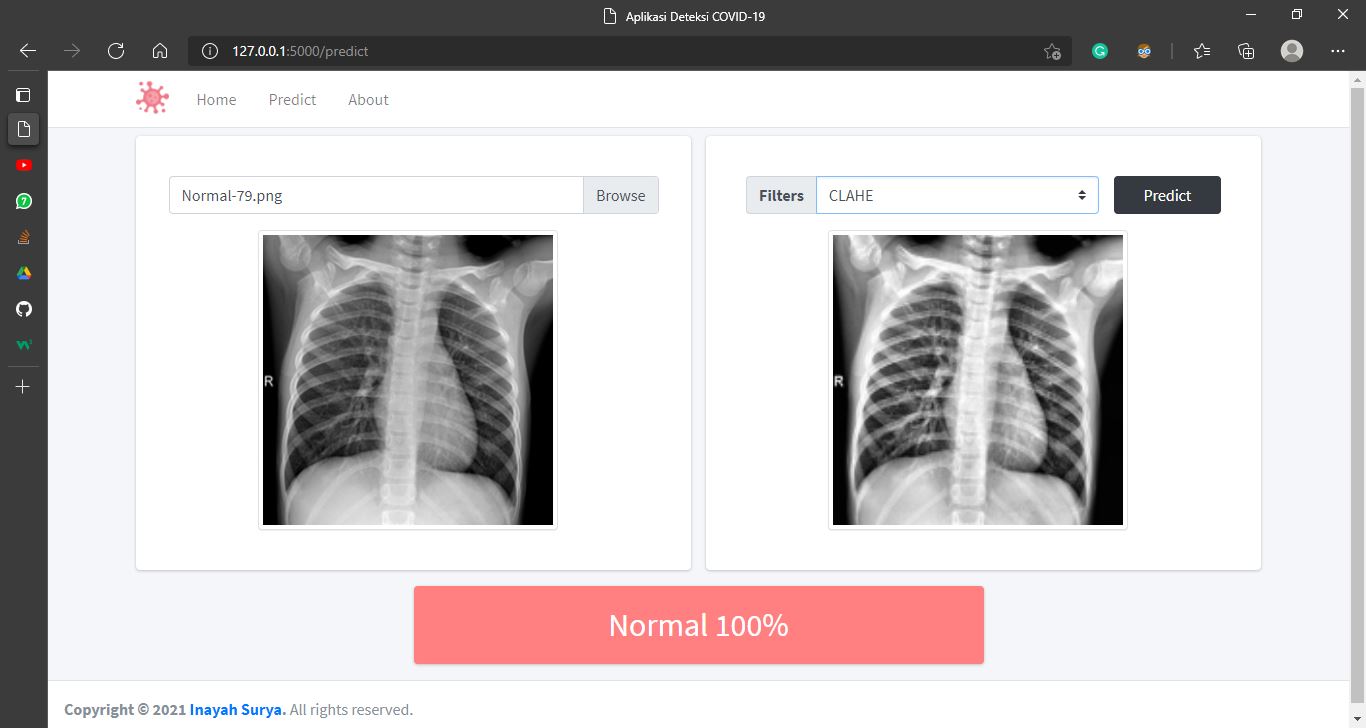 Aplikasi Deteksi COVID-19
127.0.0.1:5000/predict
Home Predict About
Normal-79.png Browse
Filters CLAHE Predict
R
R
7
Normal 100%
Copyright © 2021 Inayah Surya. All rights reserved.